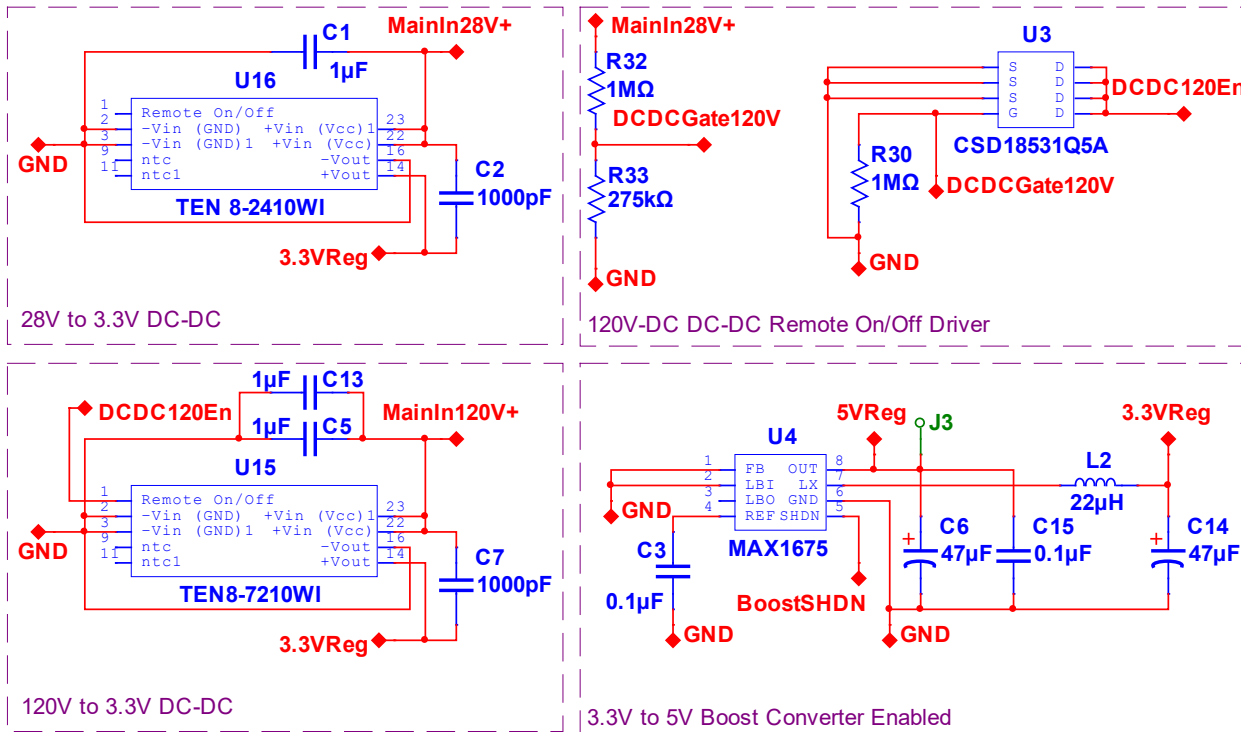 C1
1µF
MainIn28V+
U16
1
Remote On/Off
2
-Vin (GND)
+Vin (Vcc)1
23
3
-Vin (GND)1
+Vin (Vcc)
22
9
ntc
-Vout
16
11
ntc1
+Vout
14
GND
TEN 8-2410WI
C2
1000pF
3.3VReg
28V to 3.3V DC-DC
MainIn28V+
R32
1MΩ
DCDCGate120V
R33
275kΩ
GND
U3
S
D
S
D
S
D
G
D
DCDC120En
CSD18531Q5A
R30
1MΩ
DCDCGate120V
GND
120V-DC DC-DC Remote On/Off Driver
1µF
C13
DCDC120En
MainIn120V+
1µF
C5
U15
1
Remote On/Off
2
-Vin (GND)
+Vin (Vcc)1
23
3
-Vin (GND)1
+Vin (Vcc)
22
9
ntc
-Vout
16
11
ntc1
+Vout
14
GND
TEN8-7210WI
C7
1000pF
3.3VReg
120V to 3.3V DC-DC
5VReg
J3
3.3VReg
U4
1
FB
OUT
8
2
LBI
LX
7
3
LBO
GND
6
4
REF
SHDN
5
L2
22µH
GND
MAX1675
C3
0.1µF
BoostSHDN
C6
+
47µF
C15
0.1µF
C14
+
47µF
GND
GND
3.3V to 5V Boost Converter Enabled